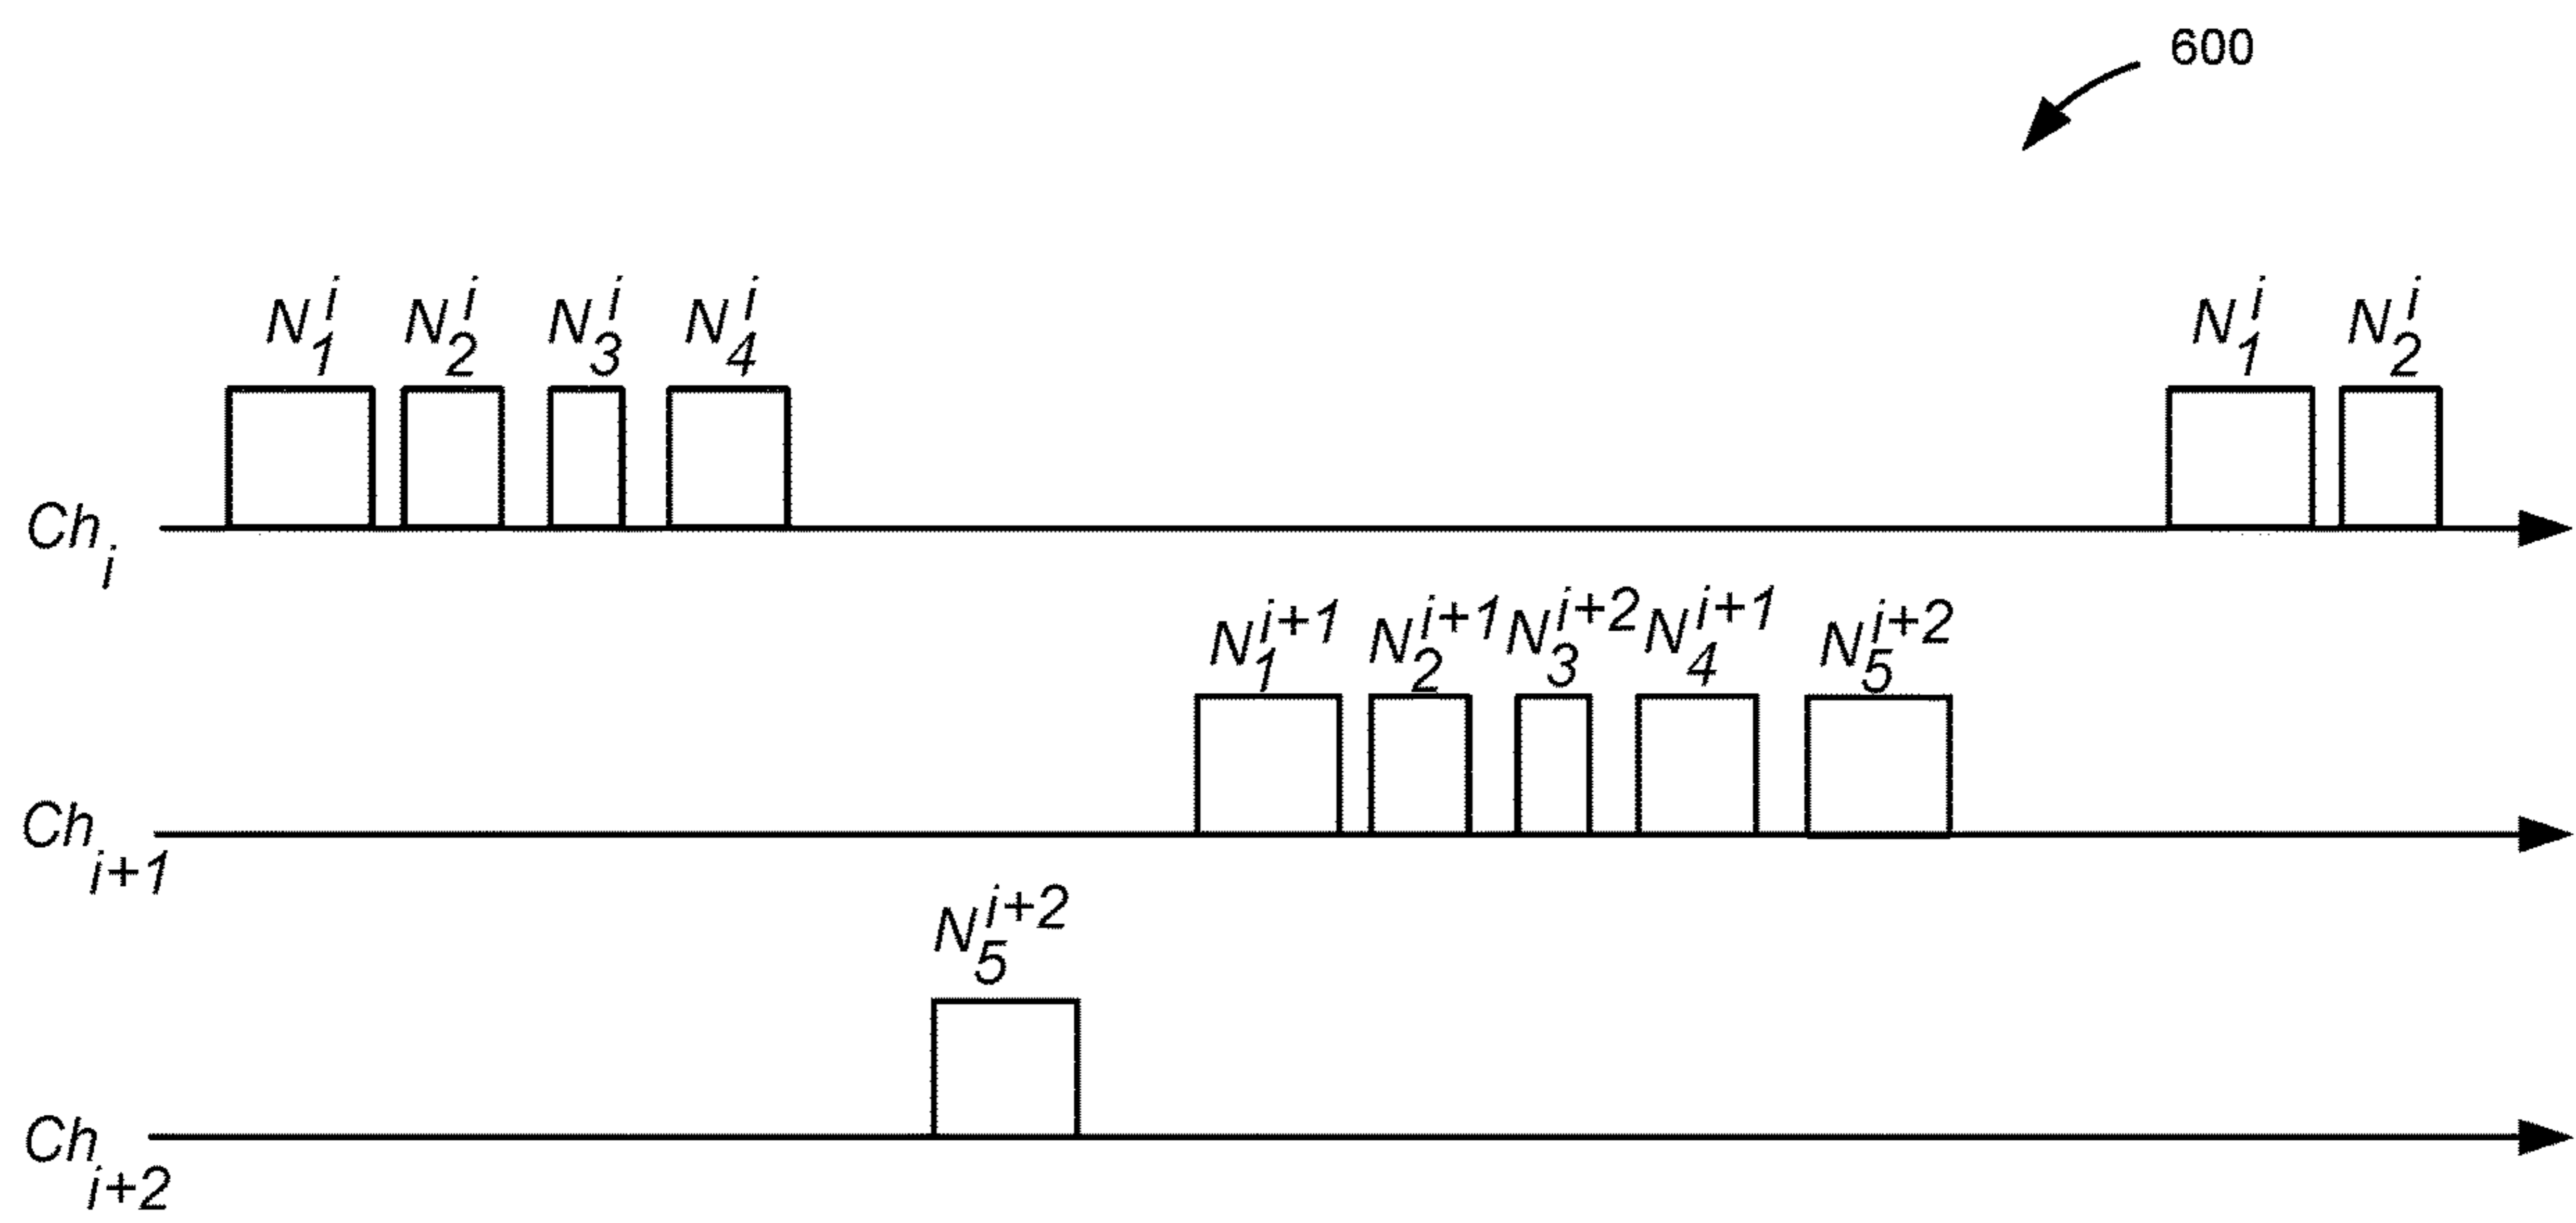 600
N₁ⁱ N₂ⁱ N₃ⁱ N₄ⁱ N₁ⁱ N₂ⁱ
Chᵢ
N₁ⁱ⁺¹ N₂ⁱ⁺¹ N₃ⁱ⁺² N₄ⁱ⁺¹ N₅ⁱ⁺²
Chᵢ₊₁
N₅ⁱ⁺²
Chᵢ₊₂